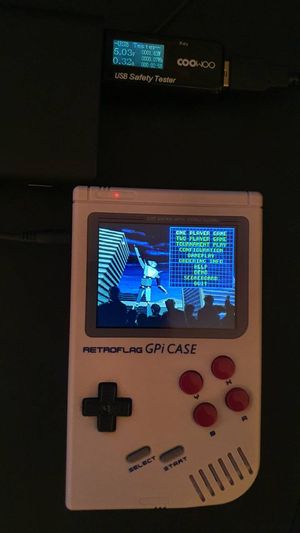 Key
-USB Tester-
5.03V
0.32A
COOWOO
USB Safety Tester
ONE PLAYER GAME
TWO PLAYER GAME
TOURNAMENT PLAY
CONFIGURATION
GAMEPLAY
ORDERING INFO
HELP
DEMO
SCOREBOARD
QUIT
RETROFLAG GPi CASE
X
Y
A
B
SELECT
START